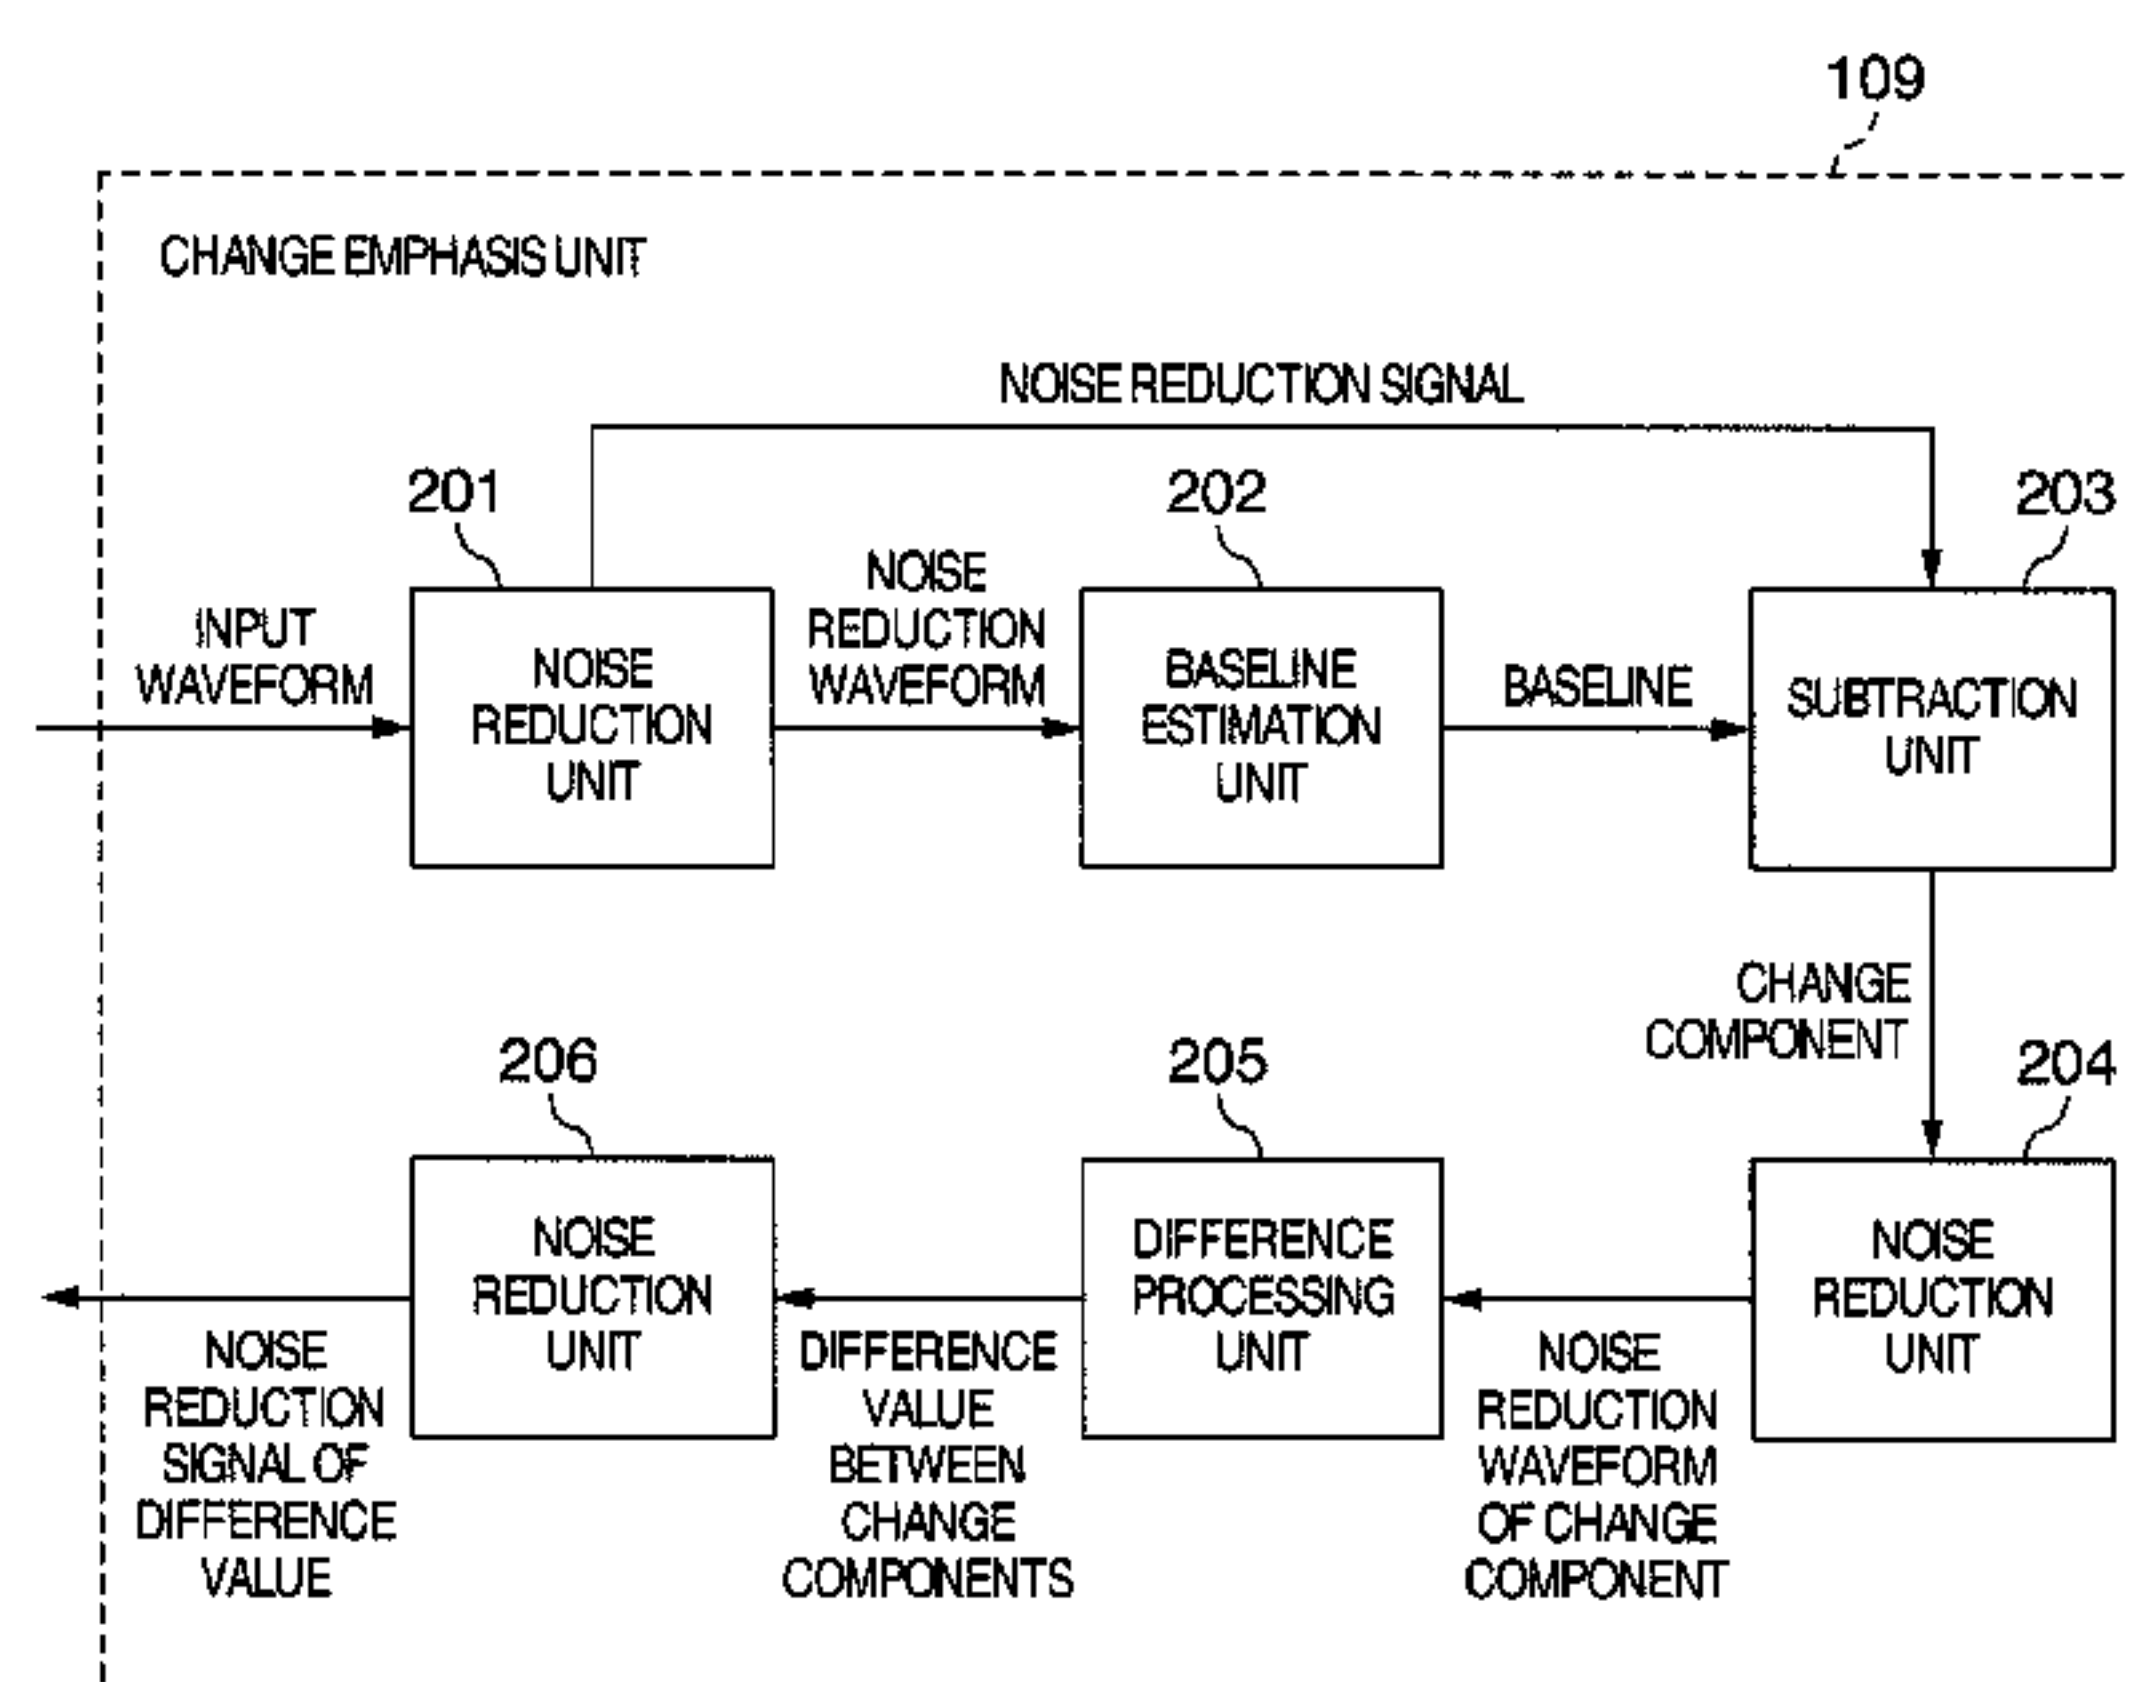 109
CHANGE EMPHASIS UNIT
NOISE REDUCTION SIGNAL
201
202
203
INPUT
WAVEFORM
NOISE
REDUCTION
UNIT
NOISE
REDUCTION
WAVEFORM
BASELINE
ESTIMATION
UNIT
BASELINE
SUBTRACTION
UNIT
CHANGE
COMPONENT
204
NOISE
REDUCTION
UNIT
NOISE
REDUCTION
WAVEFORM
OF CHANGE
COMPONENT
205
DIFFERENCE
PROCESSING
UNIT
DIFFERENCE
VALUE
BETWEEN
CHANGE
COMPONENTS
206
NOISE
REDUCTION
UNIT
NOISE
REDUCTION
SIGNAL OF
DIFFERENCE
VALUE